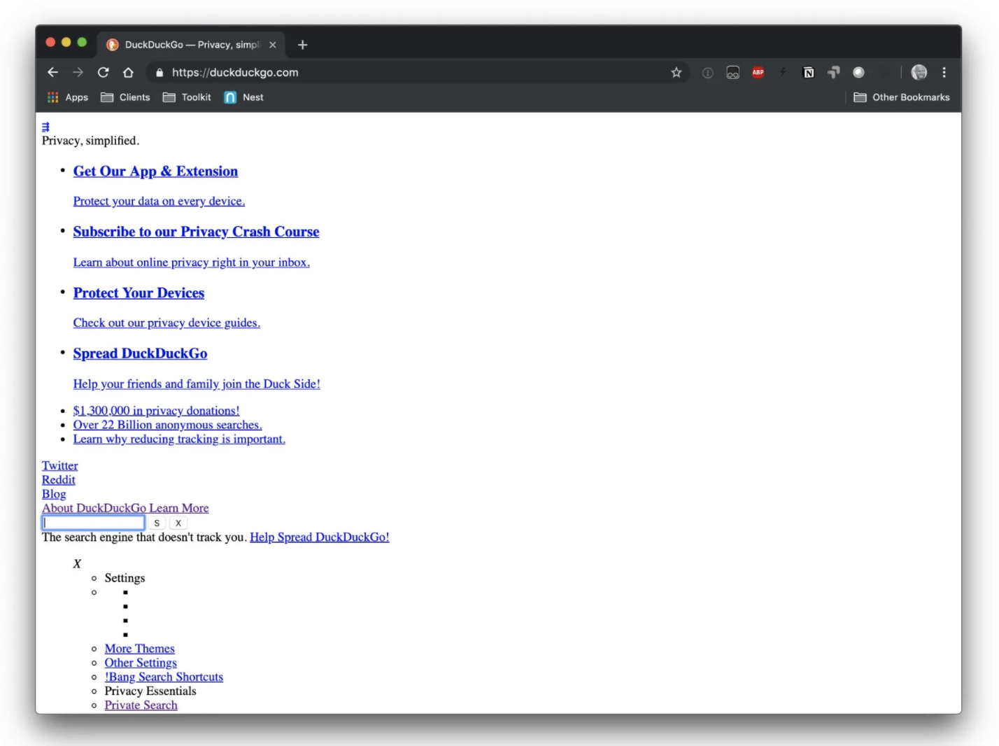 DuckDuckGo — Privacy, simpl
https://duckduckgo.com
ABP
N
Apps Clients Toolkit Nest Other Bookmarks
⇶
Privacy, simplified.
• Get Our App & Extension
Protect your data on every device.
• Subscribe to our Privacy Crash Course
Learn about online privacy right in your inbox.
• Protect Your Devices
Check out our privacy device guides.
• Spread DuckDuckGo
Help your friends and family join the Duck Side!
• $1,300,000 in privacy donations!
• Over 22 Billion anonymous searches.
• Learn why reducing tracking is important.
Twitter
Reddit
Blog
About DuckDuckGo Learn More
S X
The search engine that doesn't track you. Help Spread DuckDuckGo!
X
Settings
More Themes
Other Settings
!Bang Search Shortcuts
Privacy Essentials
Private Search